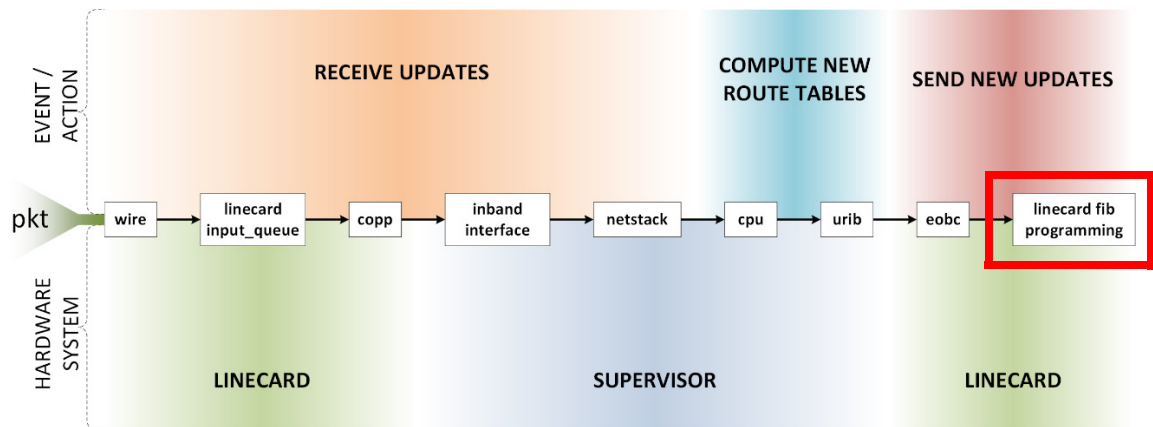 EVENT /
ACTION
RECEIVE UPDATES
COMPUTE NEW
ROUTE TABLES
SEND NEW UPDATES
pkt
wire
linecard
input_queue
copp
inband
interface
netstack
cpu
urib
eobc
linecard fib
programming
HARDWARE
SYSTEM
LINECARD
SUPERVISOR
LINECARD